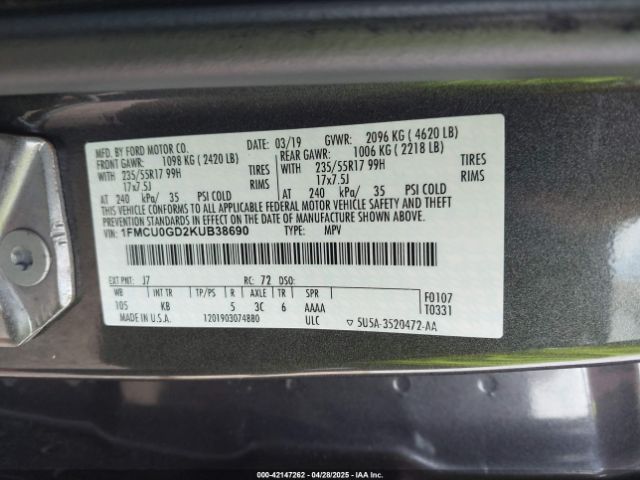 MFD. BY FORD MOTOR CO. DATE: 03/19 GVWR: 2096 KG ( 4620 LB)
FRONT GAWR: 1098 KG ( 2420 LB) REAR GAWR: 1006 KG ( 2218 LB)
WITH 235/55R17 99H TIRES WITH 235/55R17 99H TIRES
17x7.5J RIMS 17x7.5J RIMS
AT 240 kPa/ 35 PSI COLD AT 240 kPa/ 35 PSI COLD
THIS VEHICLE CONFORMS TO ALL APPLICABLE FEDERAL MOTOR VEHICLE SAFETY AND THEFT
PREVENTION STANDARDS IN EFFECT ON THE DATE OF MANUFACTURE SHOWN ABOVE.
VIN: 1FMCU0GD2KUB38690 TYPE: MPV
EXT PNT: J7 RC: 72 DSO:
WB INT TR TP/PS R AXLE TR SPR F0107
105 KB 5 3C 6 AAAA T0331
MADE IN U.S.A. 1201903074880 ULC 5U5A-3520472-AA
000-42147262 - 04/28/2025 - IAA, Inc.